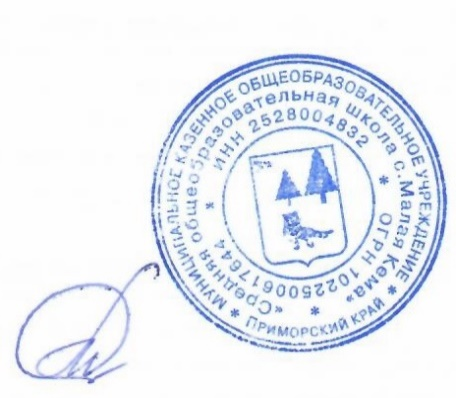 * МУНИЦИПАЛЬНОЕ КАЗЕННОЕ ОБЩЕОБРАЗОВАТЕЛЬНОЕ УЧРЕЖДЕНИЕ *
ПРИМОРСКИЙ КРАЙ
«Средняя общеобразовательная школа с. Малая Кема»
* ИНН 2528004832 * ОГРН 1022500617644